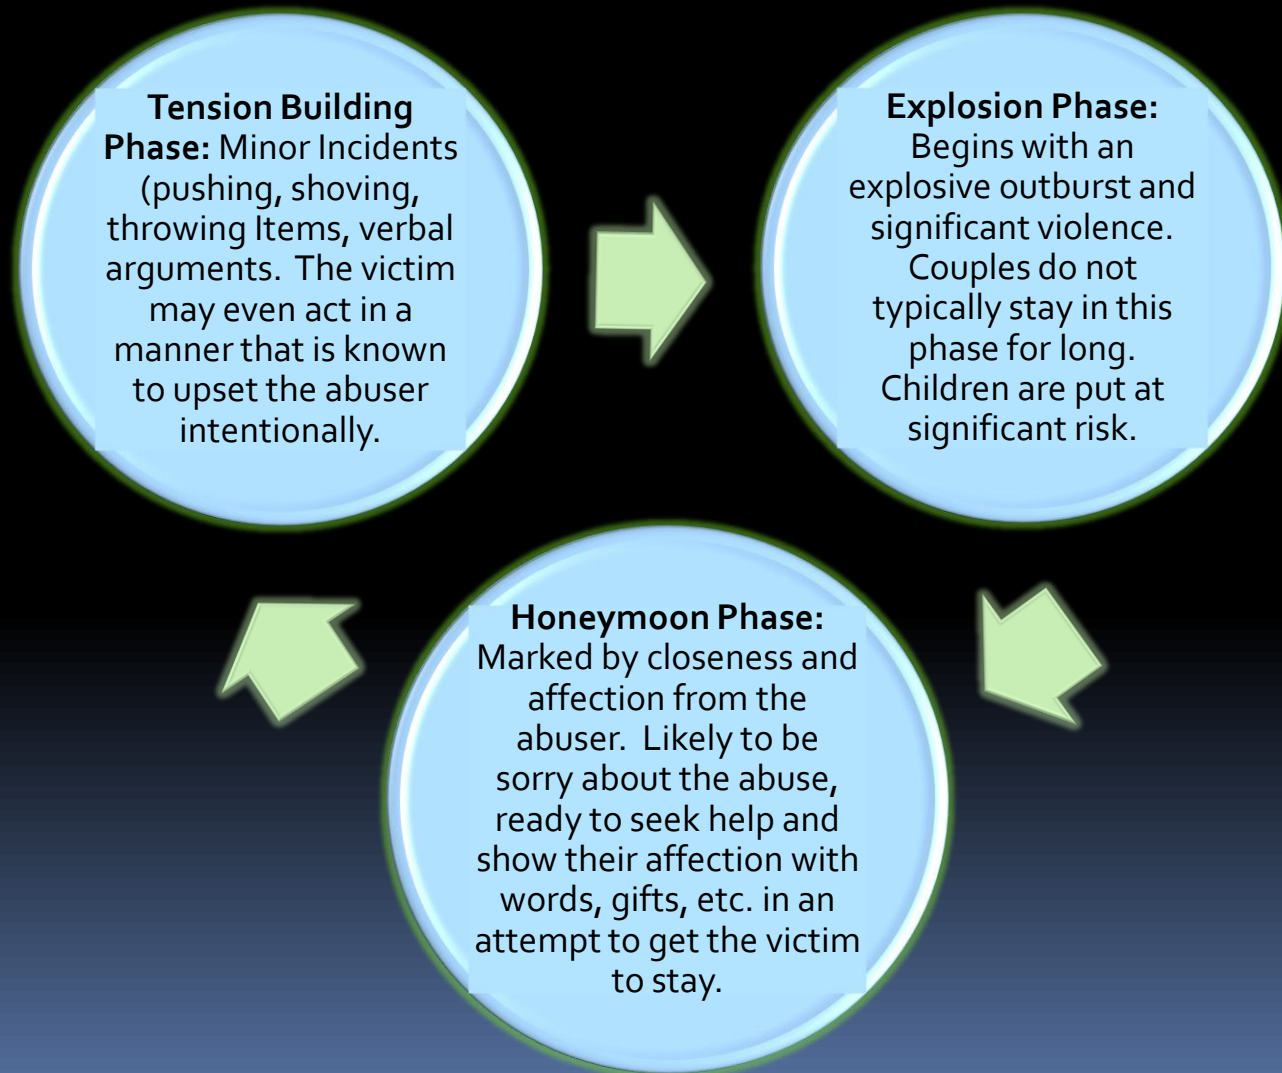 Tension Building
Phase: Minor Incidents
(pushing, shoving,
throwing Items, verbal
arguments.  The victim
may even act in a
manner that is known
to upset the abuser
intentionally.
Explosion Phase:
Begins with an
explosive outburst and
significant violence.
Couples do not
typically stay in this
phase for long.
Children are put at
significant risk.
Honeymoon Phase:
Marked by closeness and
affection from the
abuser.  Likely to be
sorry about the abuse,
ready to seek help and
show their affection with
words, gifts, etc. in an
attempt to get the victim
to stay.